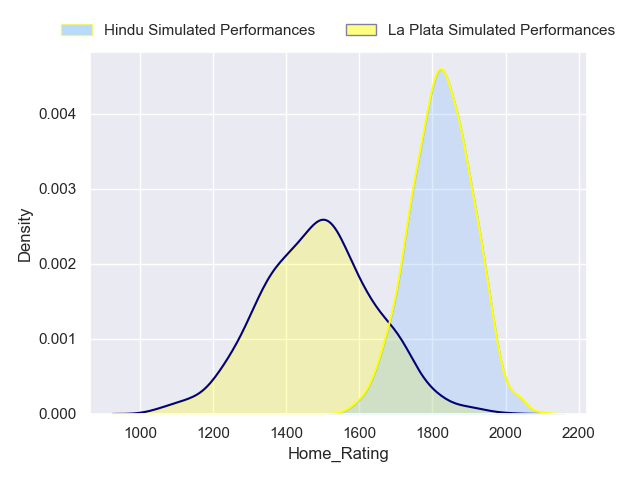 Hindu Simulated Performances La Plata Simulated Performances
0.004
0.003
0.002
0.001
0.000
Density
1000 1200 1400 1600 1800 2000 2200
Home_Rating